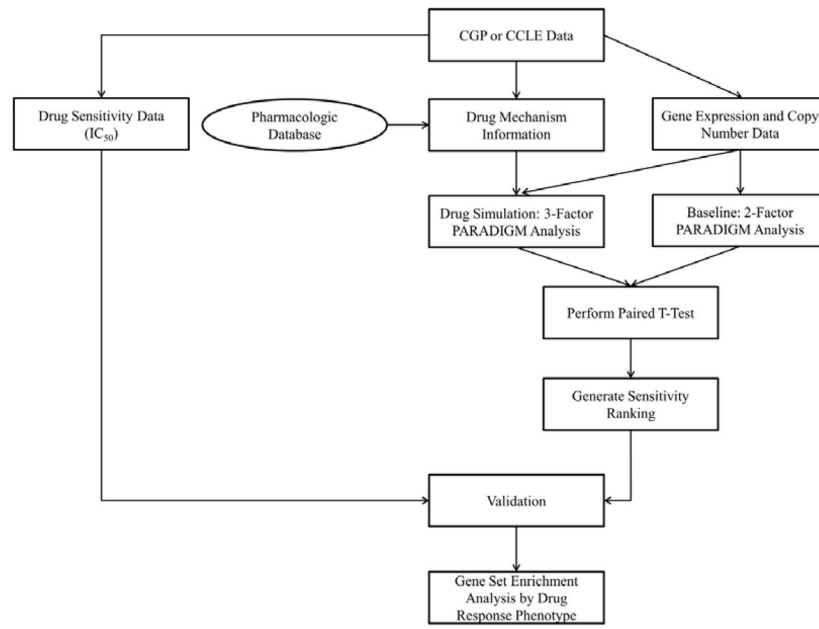 CGP or CCLE Data
Drug Sensitivity Data
(IC₅₀)
Pharmacologic
Database
Drug Mechanism
Information
Gene Expression and Copy
Number Data
Drug Simulation: 3-Factor
PARADIGM Analysis
Baseline: 2-Factor
PARADIGM Analysis
Perform Paired T-Test
Generate Sensitivity
Ranking
Validation
Gene Set Enrichment
Analysis by Drug
Response Phenotype